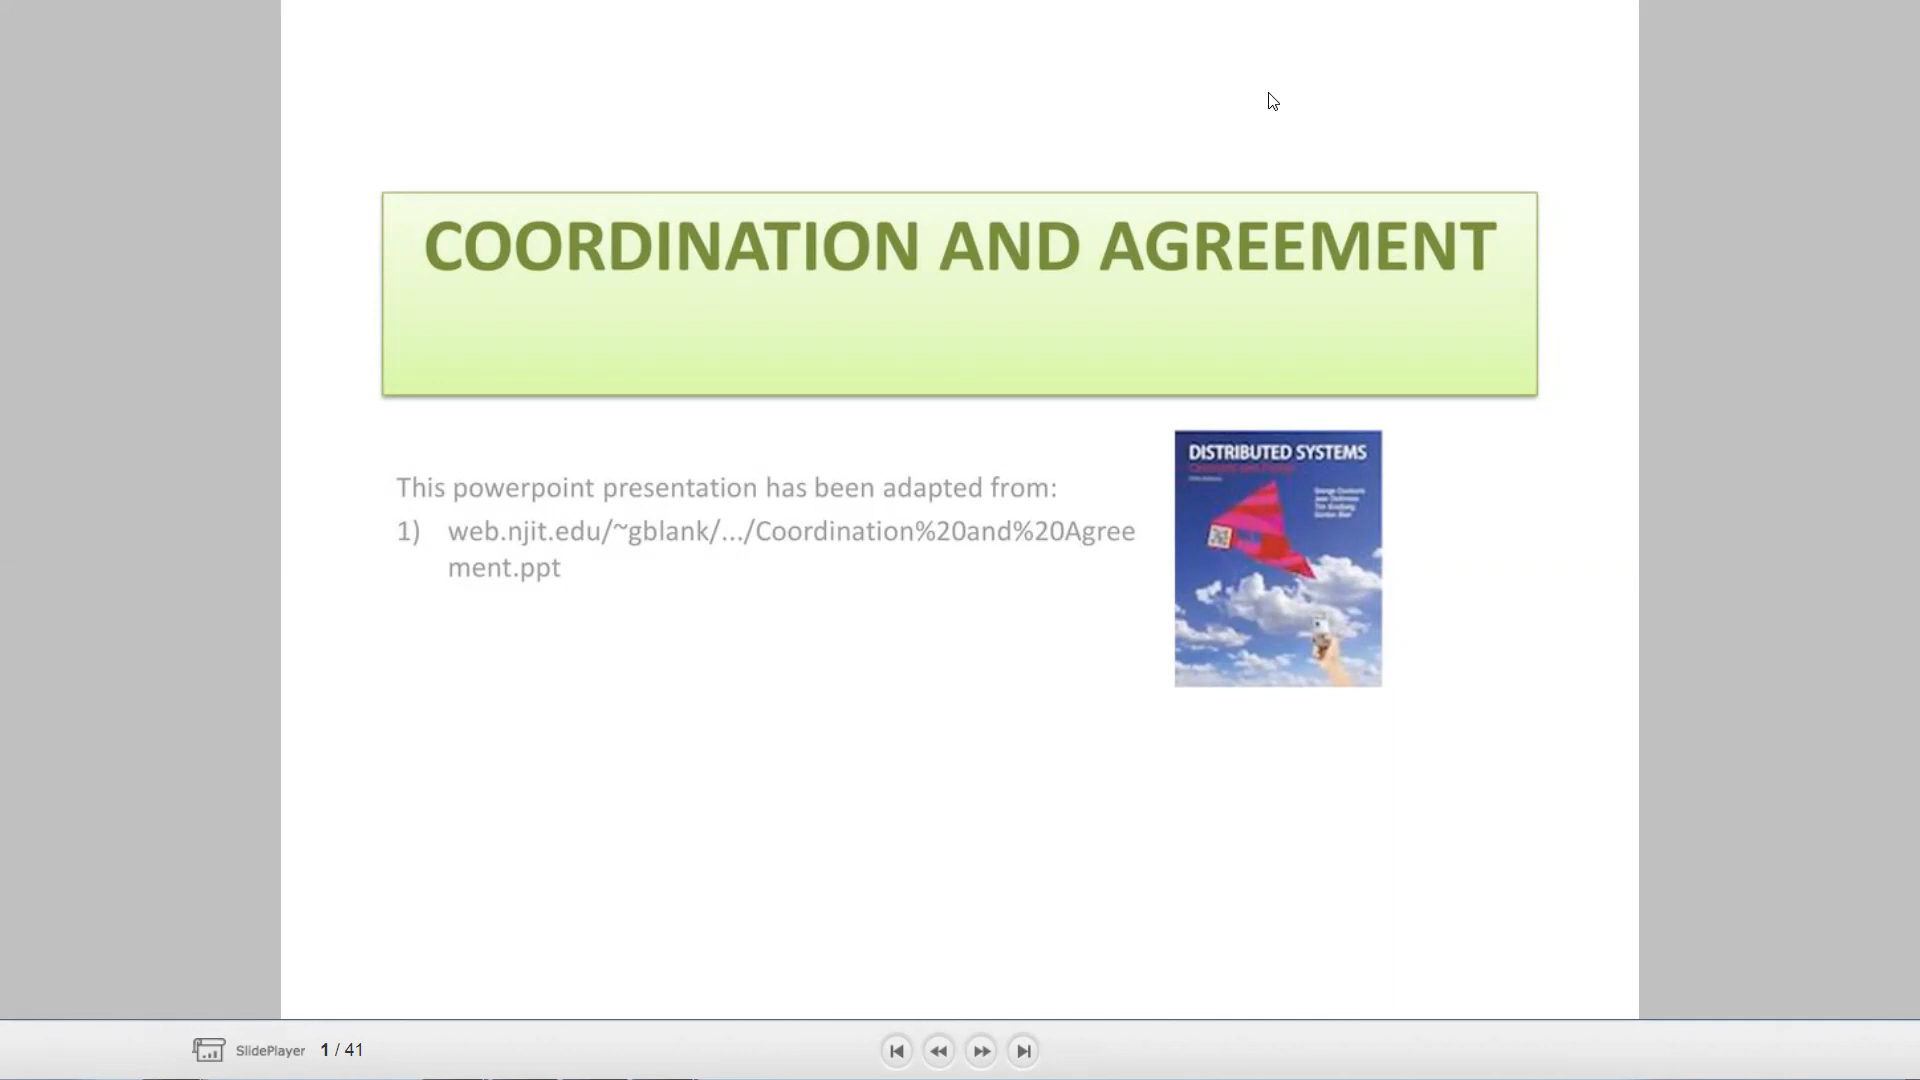 COORDINATION AND AGREEMENT
This powerpoint presentation has been adapted from:
1) web.njit.edu/~gblank/.../Coordination%20and%20Agree
ment.ppt
DISTRIBUTED SYSTEMS
SlidePlayer 1 / 41